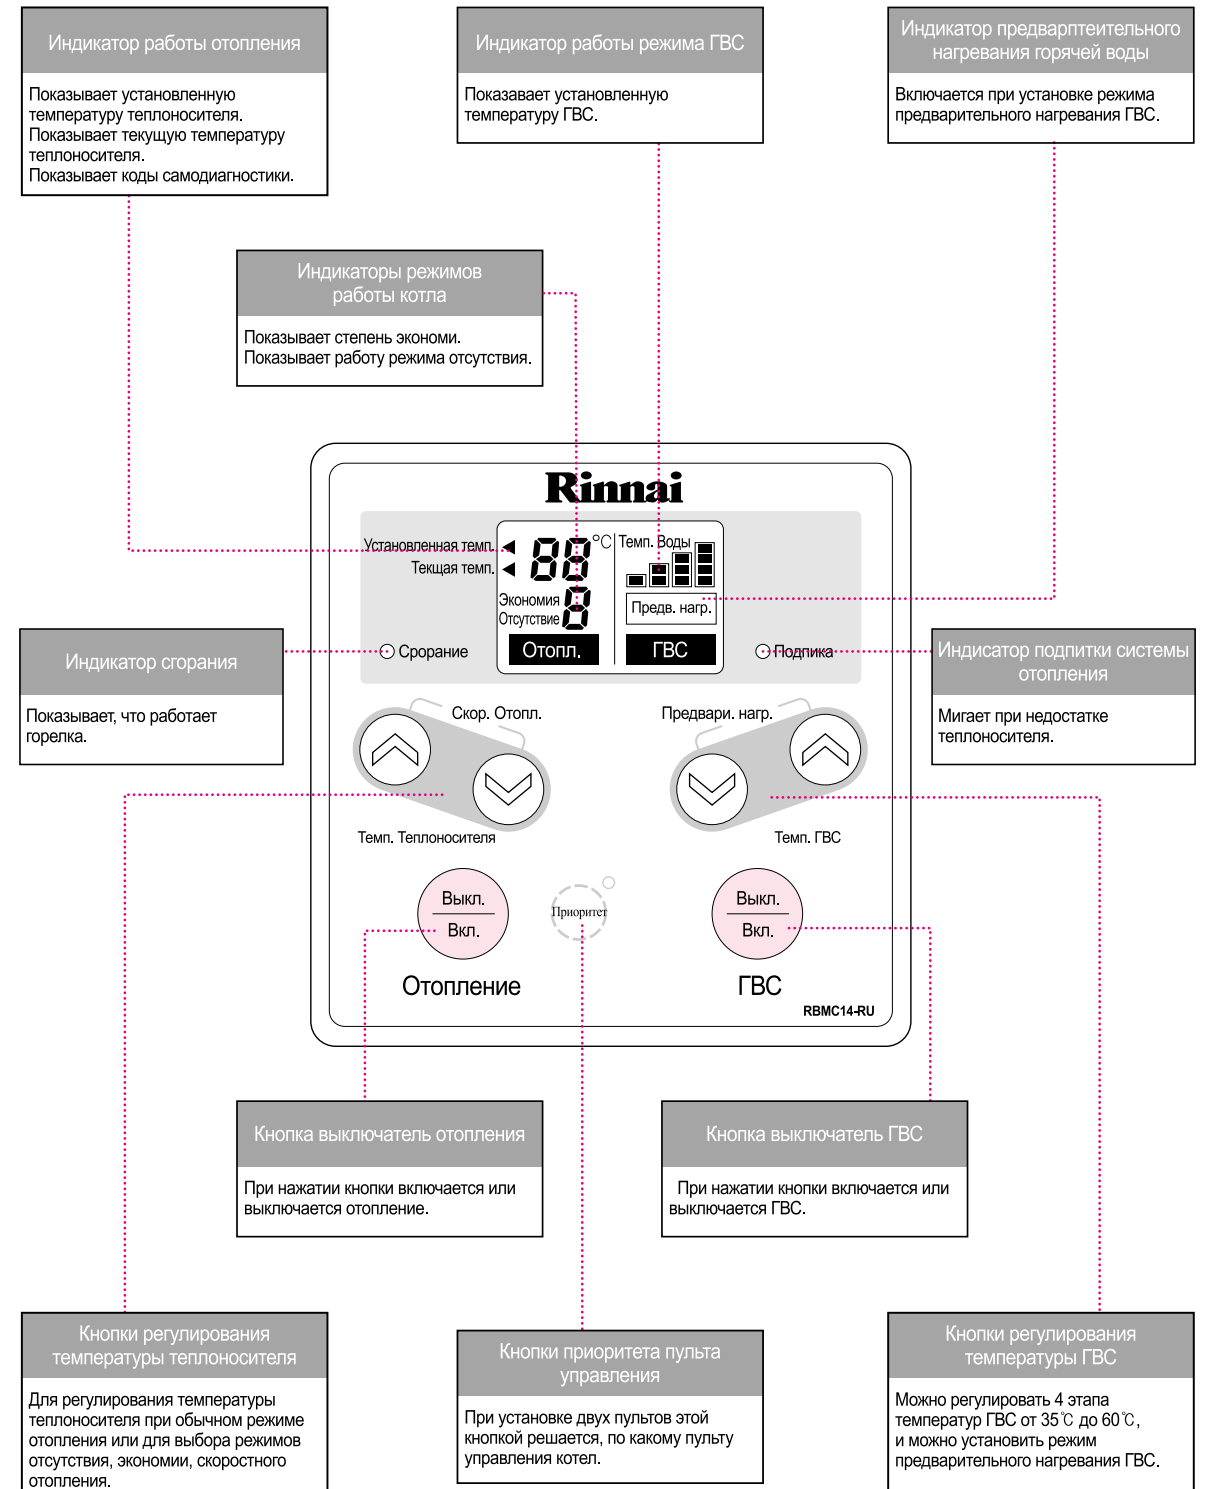 Индикатор работы отопления
Показывает установленную
температуру теплоносителя.
Показывает текущую температуру
теплоносителя.
Показывает коды самодиагностики.
Индикатор работы режима ГВС
Показавает установленную
температуру ГВС.
Индикатор предварптеительного
нагревания горячей воды
Включается при установке режима
предварительного нагревания ГВС.
Индикаторы режимов
работы котла
Показывает степень экономи.
Показывает работу режима отсутствия.
Rinnai
Установленная темп.
Текщая темп.
88°C
Темп. Воды
Экономия
Отсутствие
8
Предв. нагр.
Отопл.
ГВС
Срорание
Подпика
Индикатор сгорания
Показывает, что работает
горелка.
Индисатор подпитки системы
отопления
Мигает при недостатке
теплоносителя.
Скор. Отопл.
Предвари. нагр.
Темп. Теплоносителя
Темп. ГВС
Выкл.
Вкл.
Приоритет
Выкл.
Вкл.
Отопление
ГВС
RBMC14-RU
Кнопка выключатель отопления
При нажатии кнопки включается или
выключается отопление.
Кнопка выключатель ГВС
При нажатии кнопки включается или
выключается ГВС.
Кнопки регулирования
температуры теплоносителя
Для регулирования температуры
теплоносителя при обычном режиме
отопления или для выбора режимов
отсутствия, экономии, скоростного
отопления.
Кнопки приоритета пульта
управления
При установке двух пультов этой
кнопкой решается, по какому пульту
управления котел.
Кнопки регулирования
температуры ГВС
Можно регулировать 4 этапа
температур ГВС от 35℃ до 60℃,
и можно установить режим
предварительного нагревания ГВС.